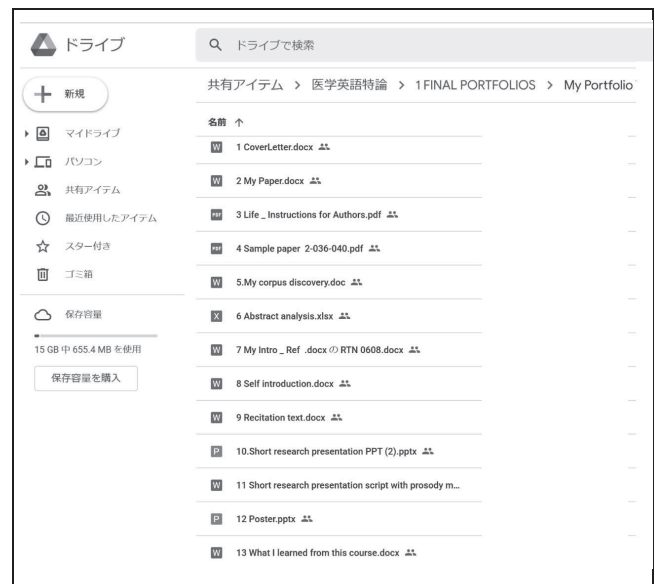 ドライブ
ドライブで検索
新規
マイドライブ
パソコン
共有アイテム
最近使用したアイテム
スター付き
ゴミ箱
保存容量
15 GB 中 655.4 MB を使用
保存容量を購入
共有アイテム > 医学英語特論 > 1 FINAL PORTFOLIOS > My Portfolio
名前 ↑
W 1 CoverLetter.docx
W 2 My Paper.docx
PDF 3 Life _ Instructions for Authors.pdf
PDF 4 Sample paper 2-036-040.pdf
W 5.My corpus discovery.doc
X 6 Abstract analysis.xlsx
W 7 My Intro _ Ref .docx の RTN 0608.docx
W 8 Self introduction.docx
W 9 Recitation text.docx
P 10.Short research presentation PPT (2).pptx
W 11 Short research presentation script with prosody m...
P 12 Poster.pptx
W 13 What I learned from this course.docx